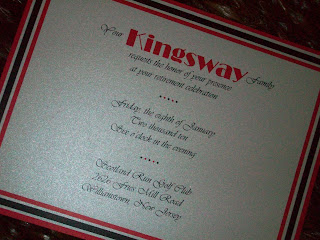 Your Kingsway Family
requests the honor of your presence
at your retirement celebration
Friday, the eighth of January
Two thousand ten
Six o'clock in the evening
Scotland Run Golf Club
2626 Fries Mill Road
Williamstown, New Jersey